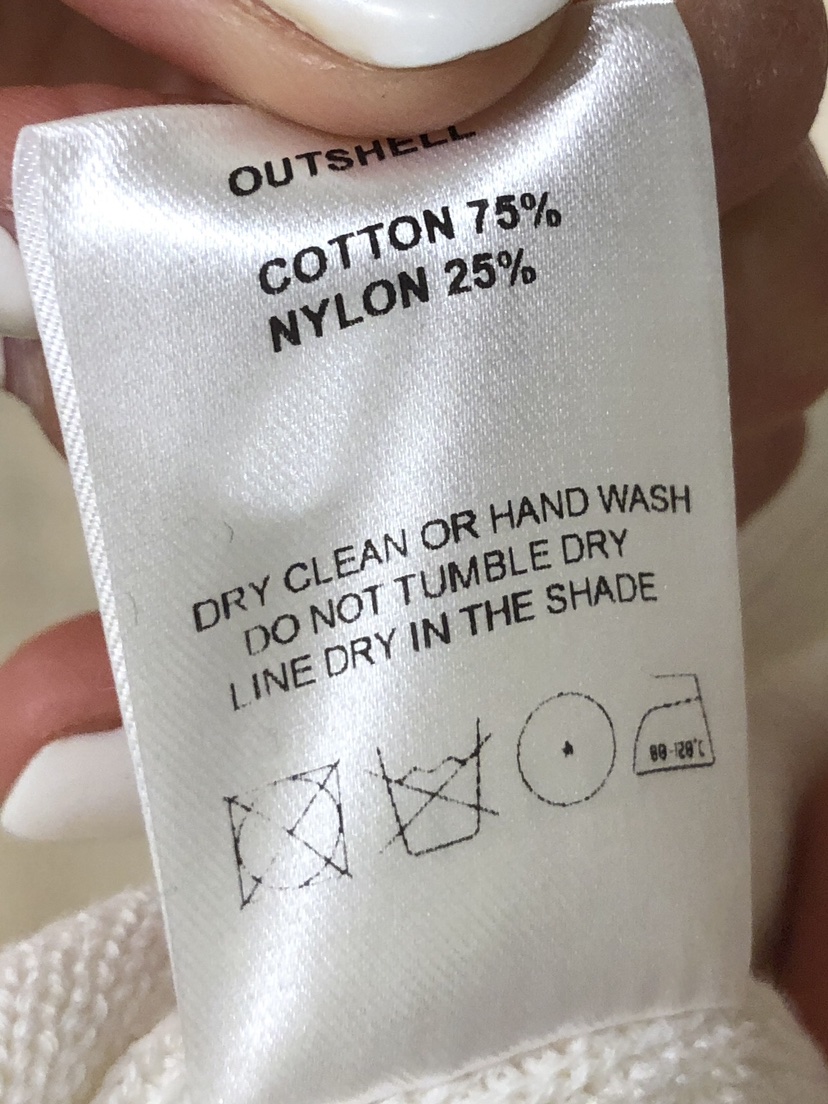 OUTSHELL
COTTON 75%
NYLON 25%
DRY CLEAN OR HAND WASH
DO NOT TUMBLE DRY
LINE DRY IN THE SHADE
80-120°C